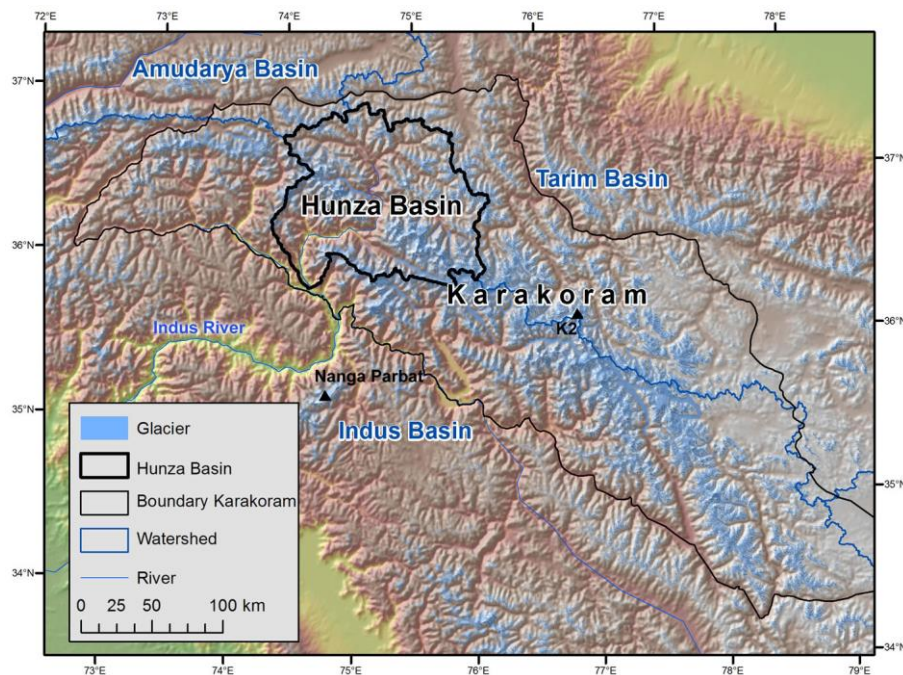 72°E 73°E 74°E 75°E 76°E 77°E 78°E
37°N
Amudarya Basin
37°N
Tarim Basin
Hunza Basin
36°N
Karakoram
36°N
K2
Indus River
Nanga Parbat
35°N
Indus Basin
35°N
34°N
34°N
Glacier
Hunza Basin
Boundary Karakoram
Watershed
River
0 25 50 100 km
73°E 74°E 75°E 76°E 77°E 78°E 79°E